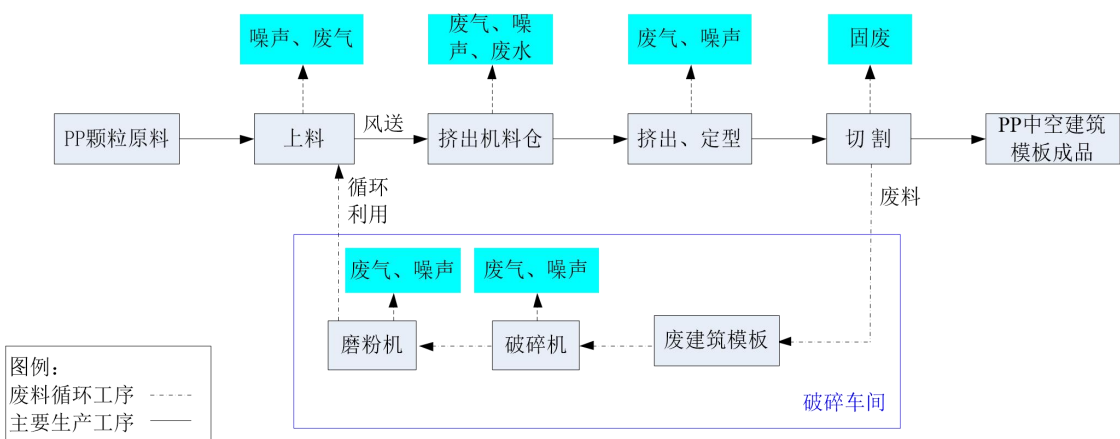 噪声、废气
废气、噪
声、废水
废气、噪声
固废
PP颗粒原料
上料
风送
挤出机料仓
挤出、定型
切割
PP中空建筑
模板成品
循环
利用
废料
废气、噪声
废气、噪声
磨粉机
破碎机
废建筑模板
破碎车间
图例：
废料循环工序
主要生产工序